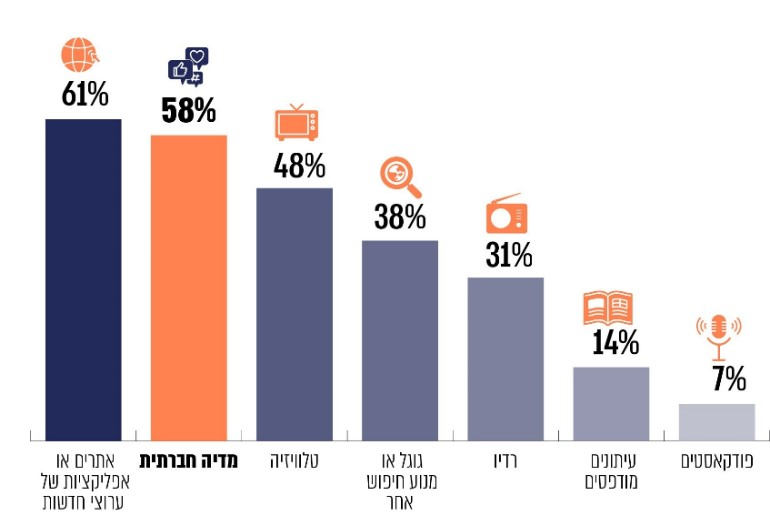 61%
58%
48%
38%
31%
14%
7%
אתרים או
אפליקציות של
ערוצי חדשות
מדיה חברתית
טלוויזיה
גוגל או
מנוע חיפוש
אחר
רדיו
עיתונים
מודפסים
פודקאסטים